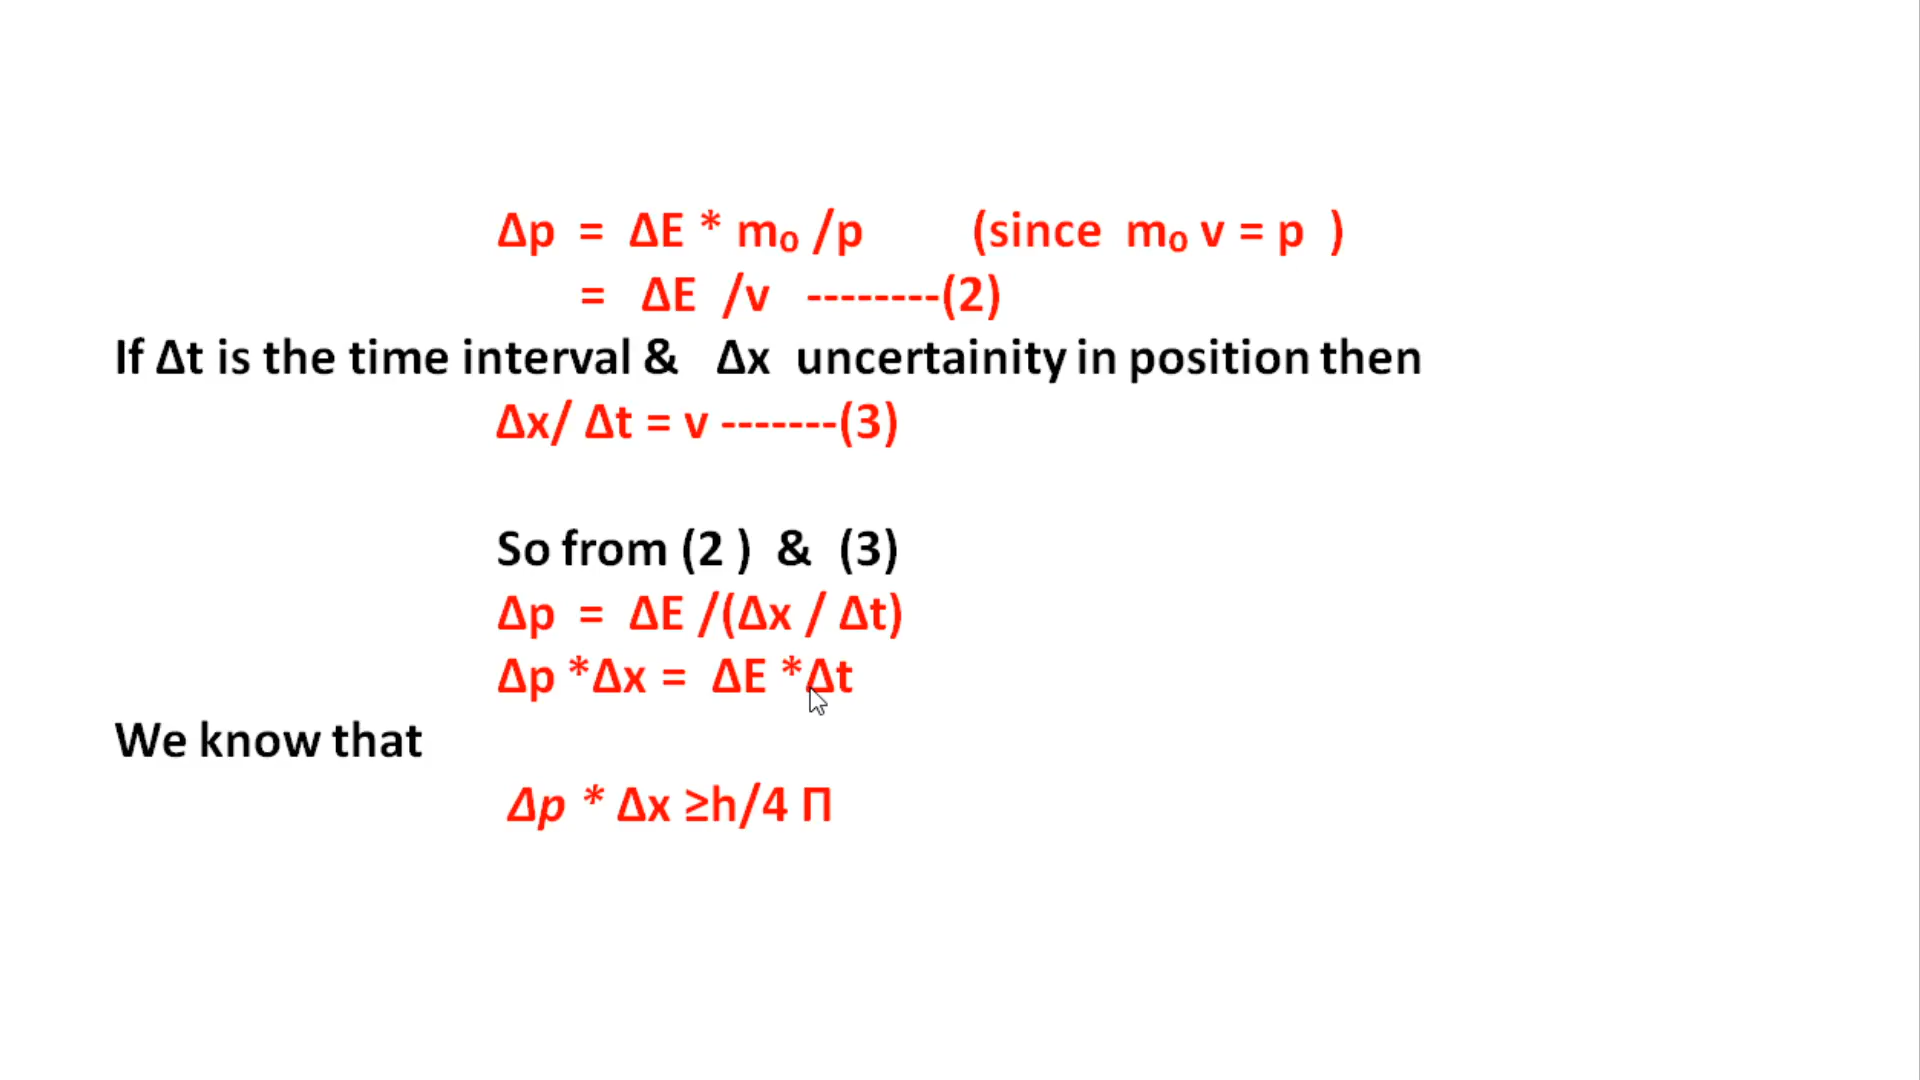 Δp = ΔE * m₀ /p (since m₀ v = p )
= ΔE /v --------(2)
If Δt is the time interval & Δx uncertainity in position then
Δx/ Δt = v -------(3)
So from (2 ) & (3)
Δp = ΔE /(Δx / Δt)
Δp *Δx = ΔE *Δt
We know that
Δp * Δx ≥h/4 Π